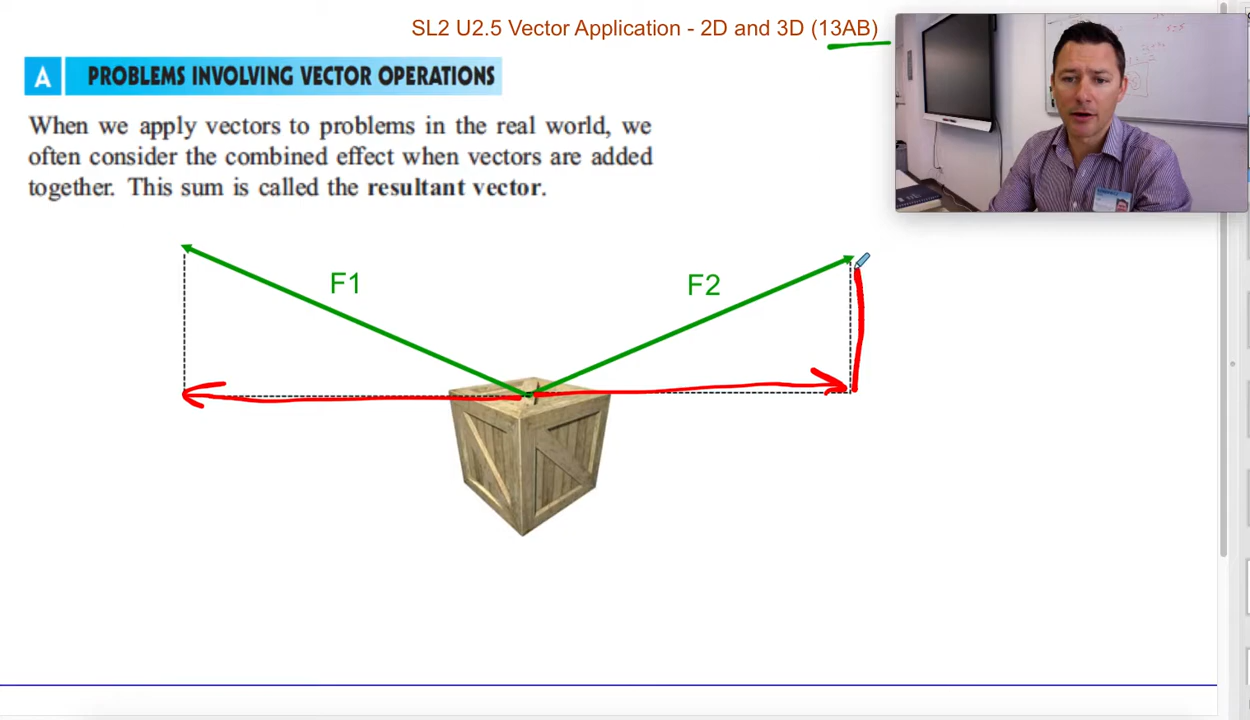 SL2 U2.5 Vector Application - 2D and 3D (13AB)
A PROBLEMS INVOLVING VECTOR OPERATIONS
When we apply vectors to problems in the real world, we
often consider the combined effect when vectors are added
together. This sum is called the resultant vector.
F1
F2